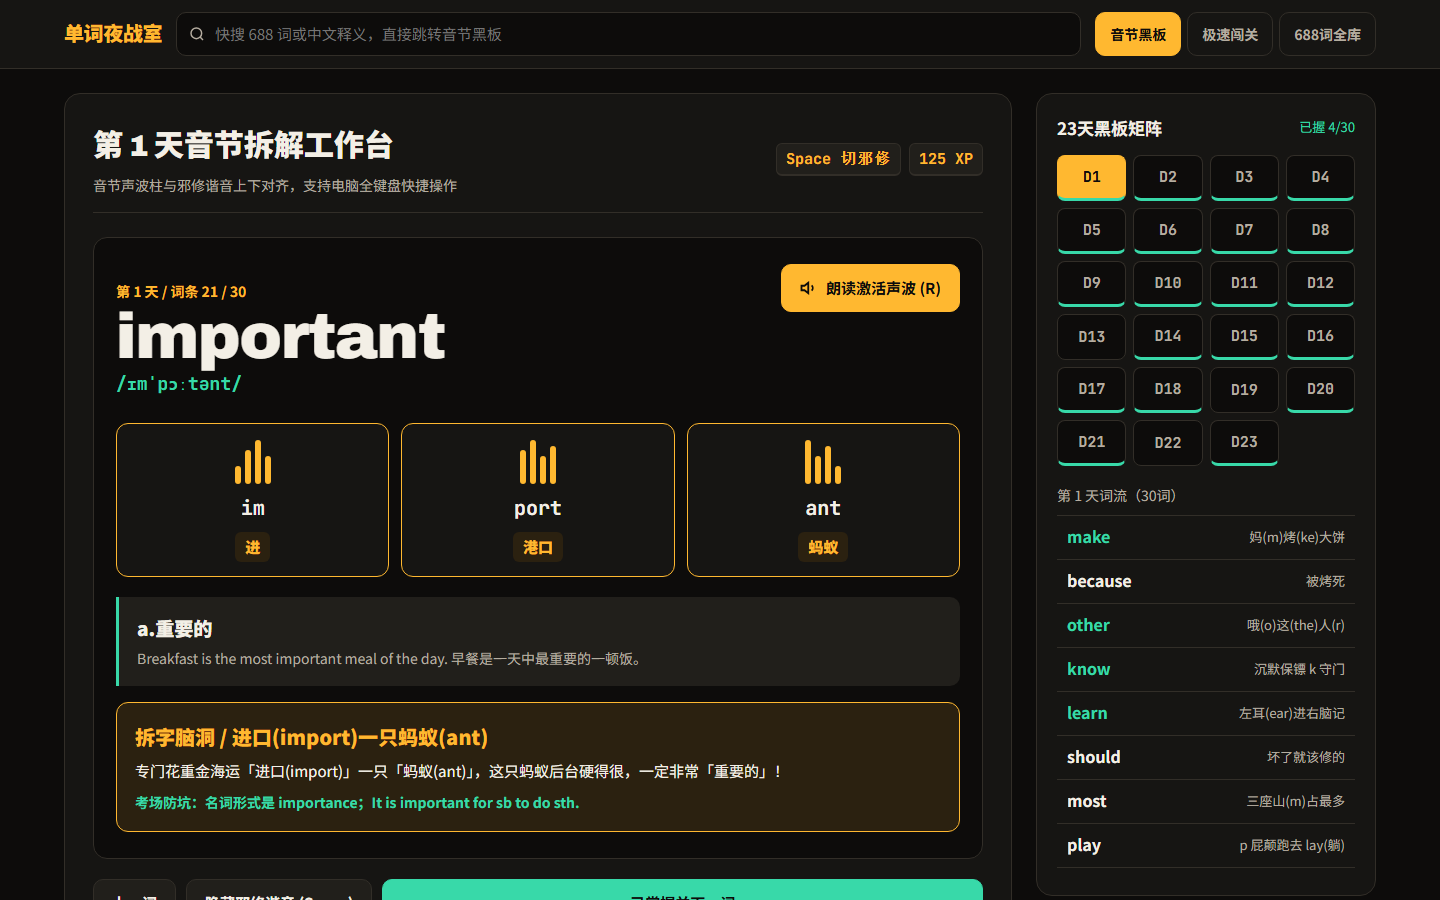 单词夜战室
快搜 688 词或中文释义，直接跳转音节黑板
音节黑板
极速闯关
688词全库
第 1 天音节拆解工作台
音节声波柱与邪修谐音上下对齐，支持电脑全键盘快捷操作
Space 切邪修
125 XP
第 1 天 / 词条 21 / 30
important
/ɪmˈpɔːtənt/
朗读激活声波 (R)
im
进
port
港口
ant
蚂蚁
a.重要的
Breakfast is the most important meal of the day. 早餐是一天中最重要的一顿饭。
拆字脑洞 / 进口(import)一只蚂蚁(ant)
专门花重金海运「进口(import)」一只「蚂蚁(ant)」，这只蚂蚁后台硬得很，一定非常「重要的」！
考场防坑：名词形式是 importance；It is important for sb to do sth.
23天黑板矩阵
已握 4/30
D1
D2
D3
D4
D5
D6
D7
D8
D9
D10
D11
D12
D13
D14
D15
D16
D17
D18
D19
D20
D21
D22
D23
第 1 天词流（30词）
make 妈(m)烤(ke)大饼
because 被烤死
other 哦(o)这(the)人(r)
know 沉默保镖 k 守门
learn 左耳(ear)进右脑记
should 坏了就该修的
most 三座山(m)占最多
play p 屁颠跑去 lay(躺)